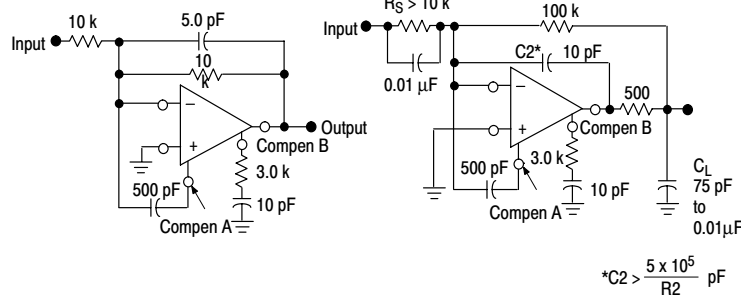 10 k
5.0 pF
Input
10
k
−
+
Output
Compen B
3.0 k
500 pF
10 pF
Compen A
RS > 10 k
100 k
Input
C2*
10 pF
0.01 μF
−
500
+
Compen B
3.0 k
500 pF
10 pF
Compen A
CL
75 pF
to
0.01μF
*C2 > 5 x 10⁵
R2
pF